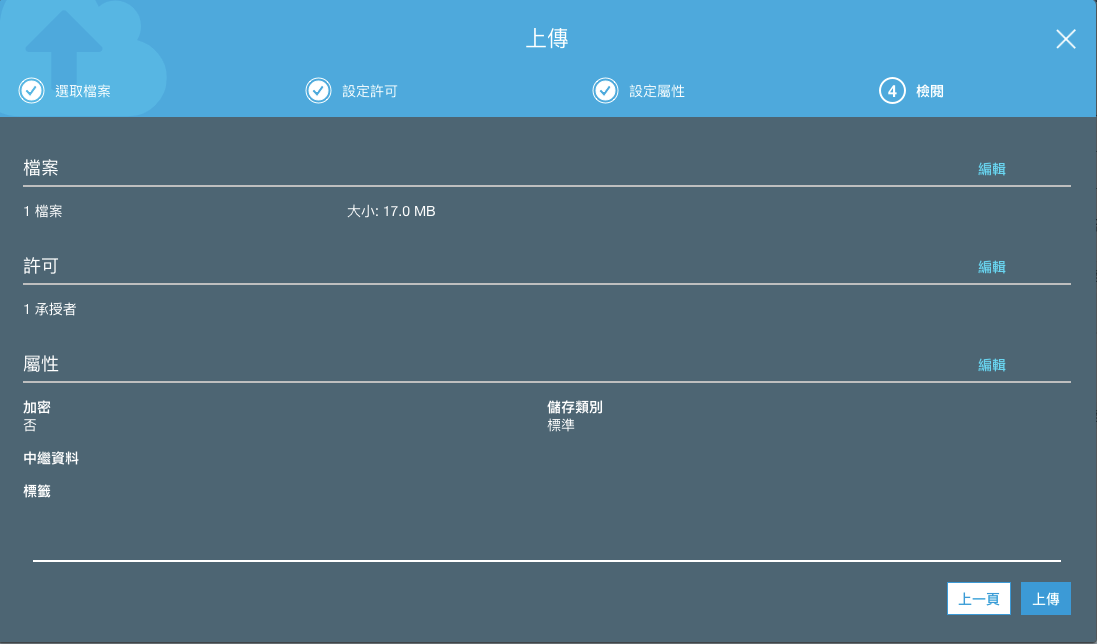 上傳
選取檔案 設定許可 設定屬性 4 檢閱
檔案 編輯
1 檔案 大小: 17.0 MB
許可 編輯
1 承授者
屬性 編輯
加密 儲存類別
否 標準
中繼資料
標籤
上一頁 上傳